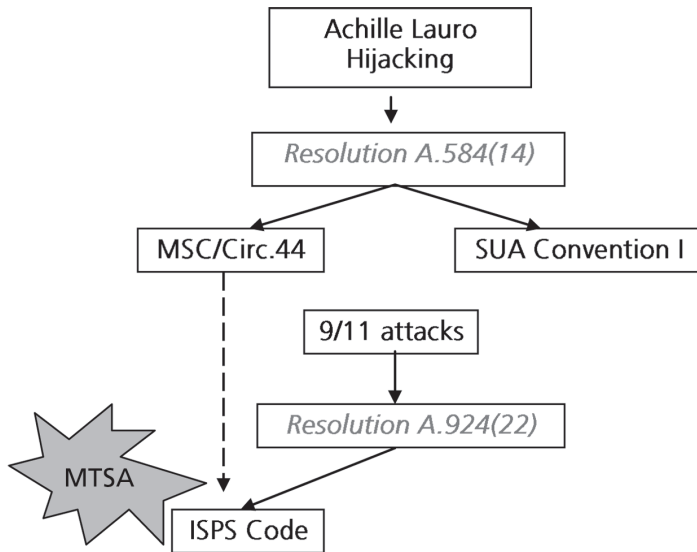 Achille Lauro
Hijacking
Resolution A.584(14)
MSC/Circ.44
SUA Convention I
9/11 attacks
Resolution A.924(22)
MTSA
ISPS Code